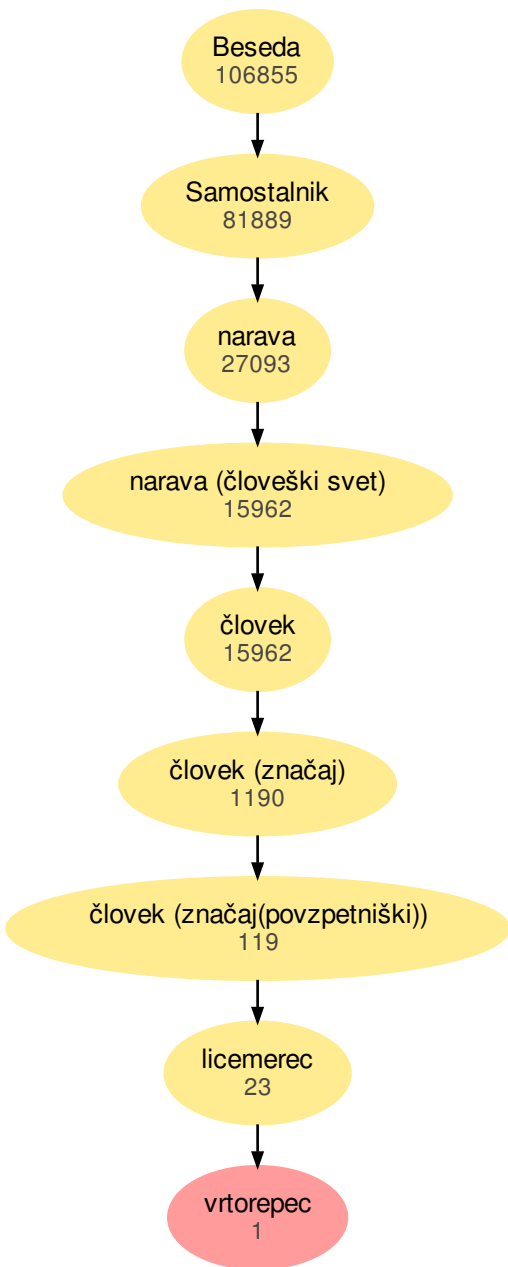 Beseda
106855
Samostalnik
81889
narava
27093
narava (človeški svet)
15962
človek
15962
človek (značaj)
1190
človek (značaj(povzpetniški))
119
licemerec
23
vrtorepec
1